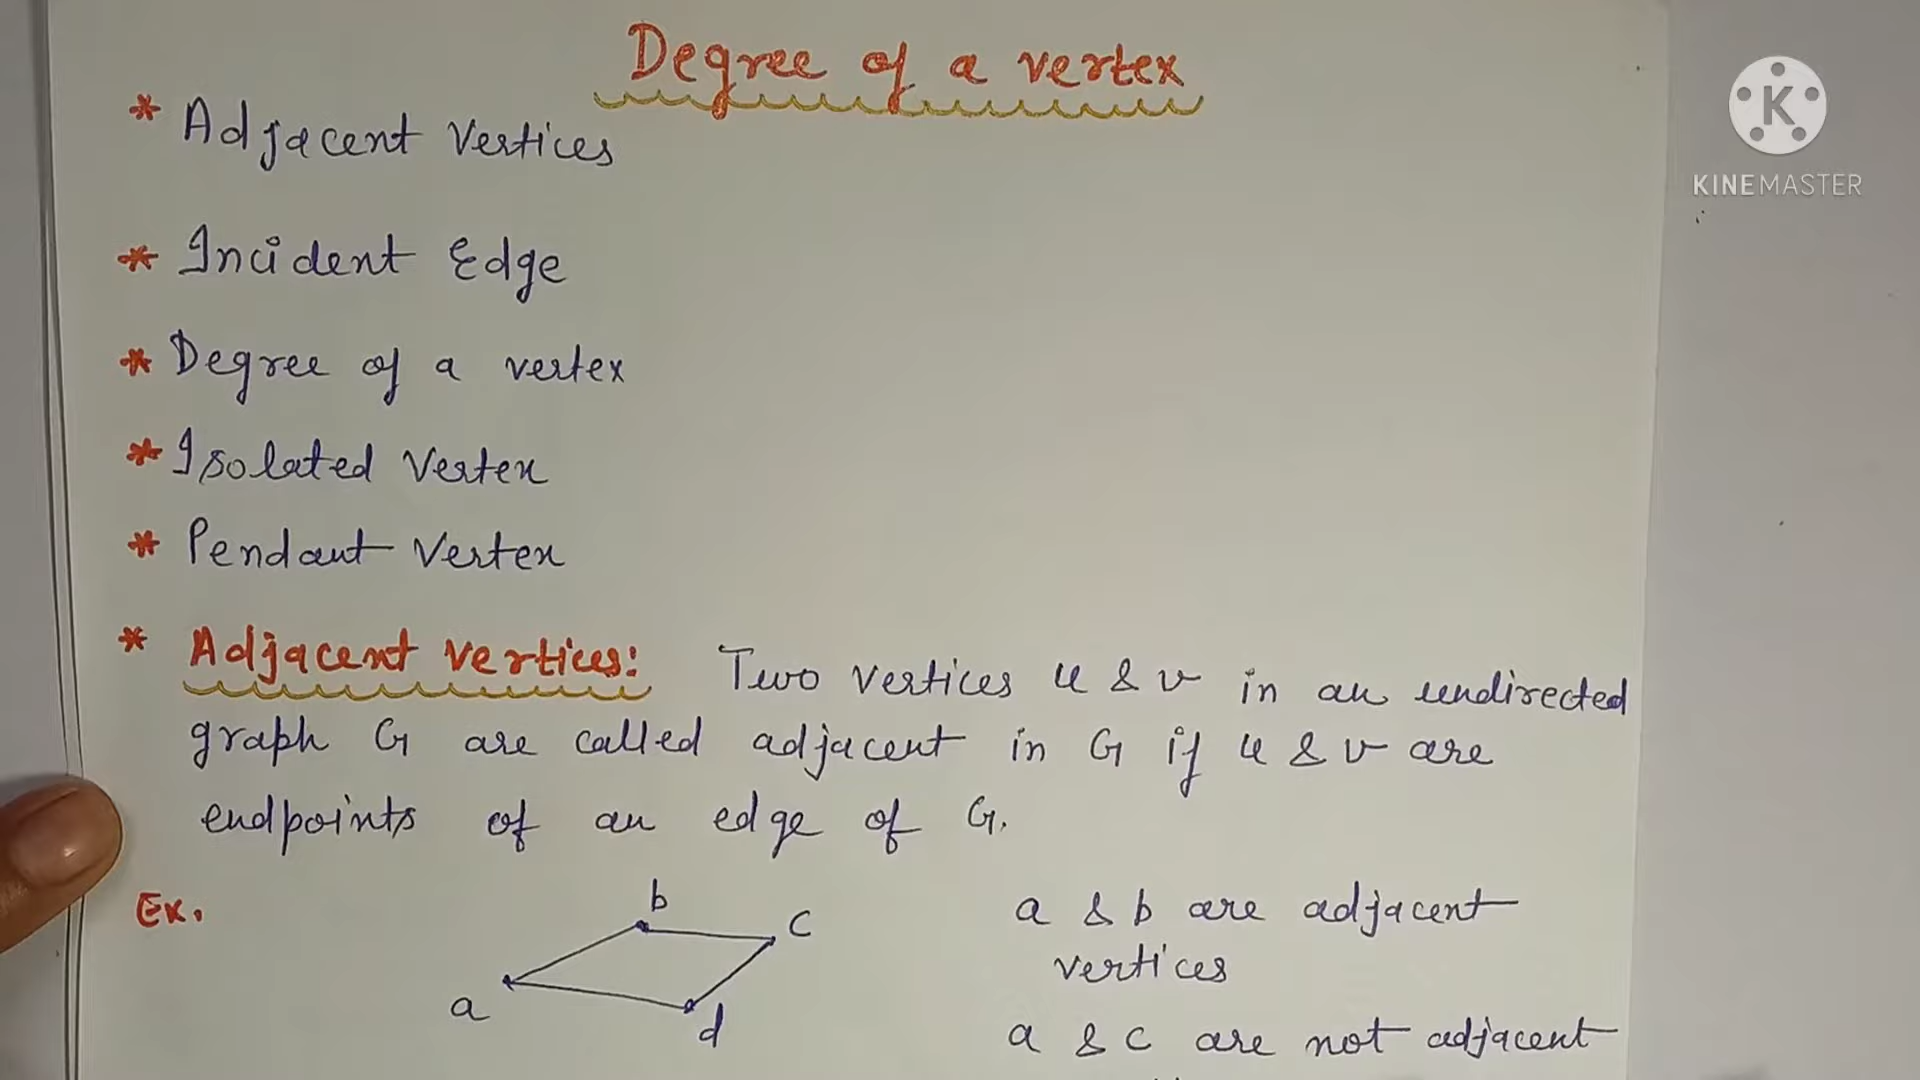 Degree of a vertex
* Adjacent Vertices
* Incident Edge
* Degree of a vertex
* Isolated Vertex
* Pendant Vertex
* Adjacent vertices: Two vertices u & v in an undirected
graph G are called adjacent in G if u & v are
endpoints of an edge of G.
Ex.
b
c
a
d
a & b are adjacent
vertices
a & c are not adjacent
K
KINEMASTER